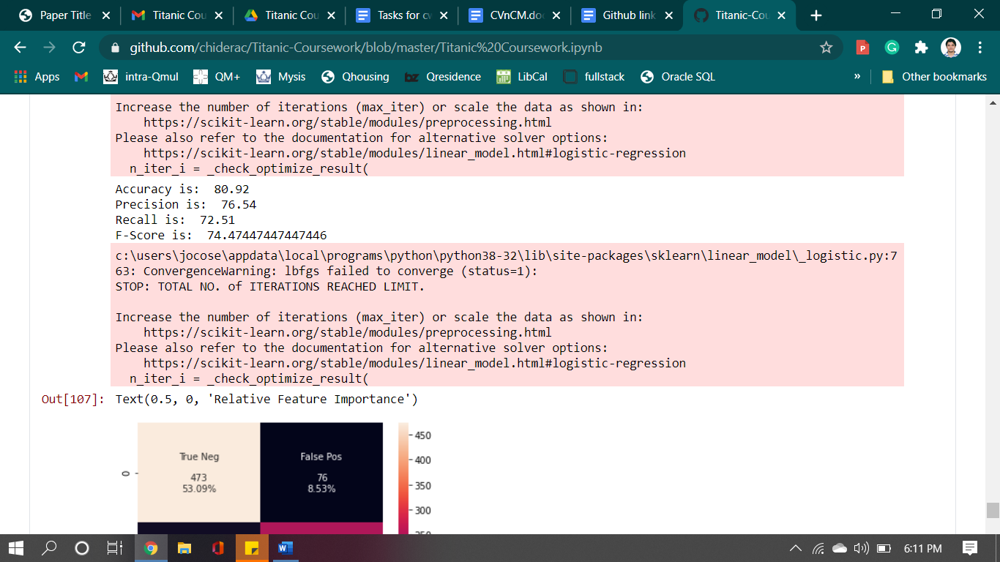 Paper Title
Titanic Cou
Titanic Cou
Tasks for cw
CVnCM.doc
Github link
Titanic-Cou
github.com/chiderac/Titanic-Coursework/blob/master/Titanic%20Coursework.ipynb
Apps
intra-Qmul
QM+
Mysis
Qhousing
bz Qresidence
LibCal
fullstack
Oracle SQL
»
Other bookmarks
Increase the number of iterations (max_iter) or scale the data as shown in:
https://scikit-learn.org/stable/modules/preprocessing.html
Please also refer to the documentation for alternative solver options:
https://scikit-learn.org/stable/modules/linear_model.html#logistic-regression
n_iter_i = _check_optimize_result(
Accuracy is:  80.92
Precision is:  76.54
Recall is:  72.51
F-Score is:  74.47447447447446
c:\users\jocose\appdata\local\programs\python\python38-32\lib\site-packages\sklearn\linear_model\_logistic.py:7
63: ConvergenceWarning: lbfgs failed to converge (status=1):
STOP: TOTAL NO. of ITERATIONS REACHED LIMIT.
Increase the number of iterations (max_iter) or scale the data as shown in:
https://scikit-learn.org/stable/modules/preprocessing.html
Please also refer to the documentation for alternative solver options:
https://scikit-learn.org/stable/modules/linear_model.html#logistic-regression
n_iter_i = _check_optimize_result(
Out[107]: Text(0.5, 0, 'Relative Feature Importance')
True Neg
473
53.09%
False Pos
76
8.53%
0
450
400
350
300
6:11 PM